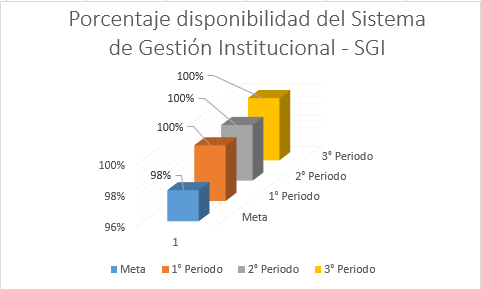 Porcentaje disponibilidad del Sistema
de Gestión Institucional - SGI
100%
100%
100%
98%
100%
98%
96%
3° Periodo
2° Periodo
1° Periodo
Meta
1
Meta 1° Periodo 2° Periodo 3° Periodo